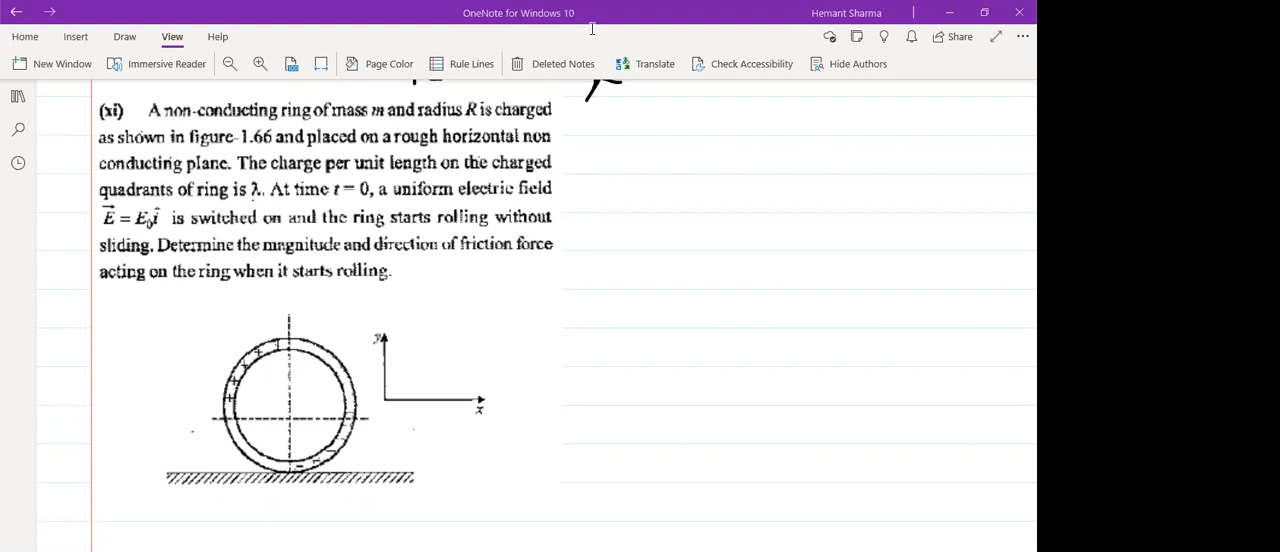 OneNote for Windows 10
Hemant Sharma
Home Insert Draw View Help
Share
New Window Immersive Reader Page Color Rule Lines Deleted Notes Translate Check Accessibility Hide Authors
(xi) A non-conducting ring of mass m and radius R is charged
as shown in figure-1.66 and placed on a rough horizontal non
conducting plane. The charge per unit length on the charged
quadrants of ring is λ. At time t = 0, a uniform electric field
E⃗ = E₀î is switched on and the ring starts rolling without
sliding. Determine the magnitude and direction of friction force
acting on the ring when it starts rolling.
y
x